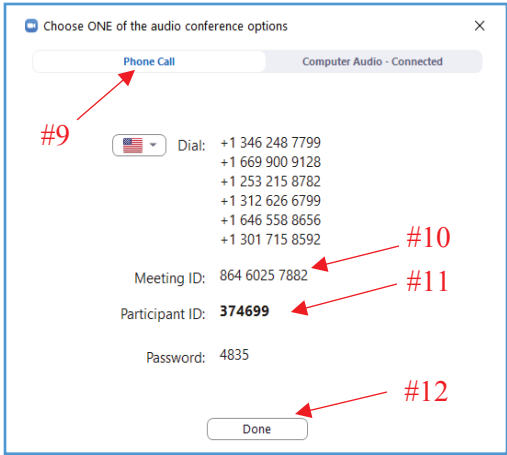 Choose ONE of the audio conference options
Phone Call
Computer Audio - Connected
#9
Dial: +1 346 248 7799
+1 669 900 9128
+1 253 215 8782
+1 312 626 6799
+1 646 558 8656
+1 301 715 8592
#10
Meeting ID: 864 6025 7882
#11
Participant ID: 374699
Password: 4835
#12
Done